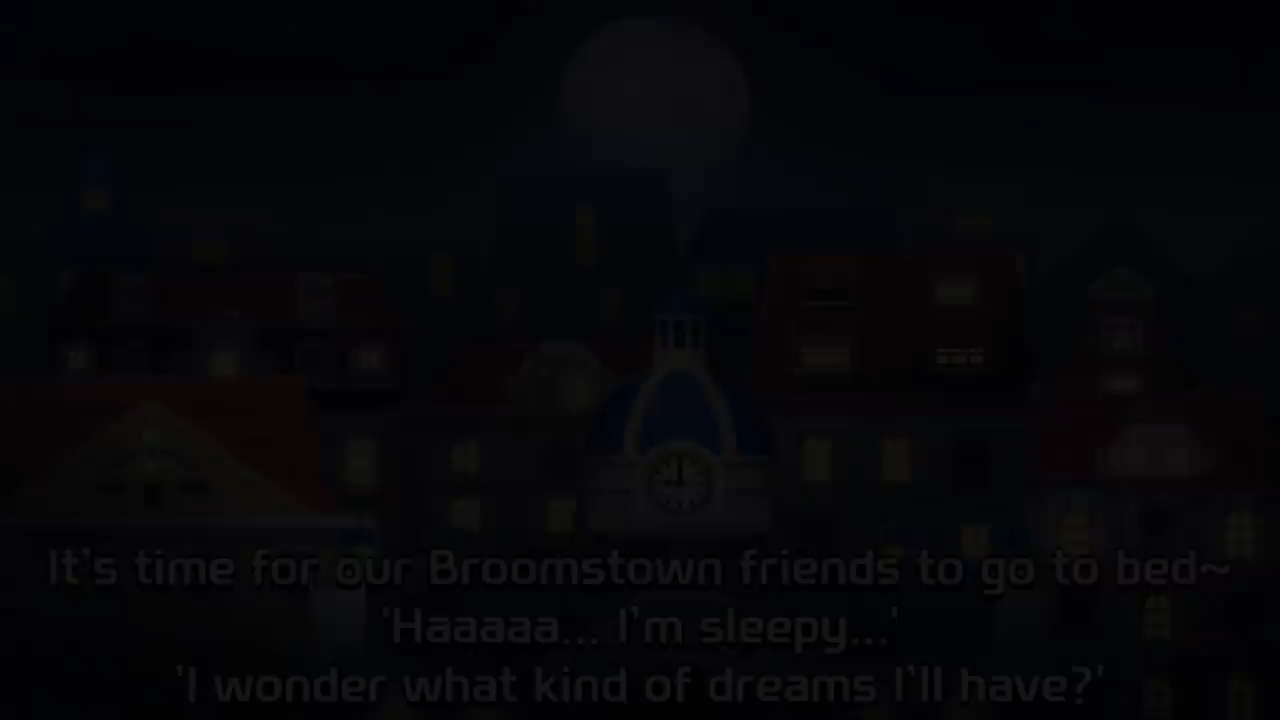 It's time for our Broomstown friends to go to bed~
'Haaaaa... I'm sleepy...'
'I wonder what kind of dreams I'll have?'